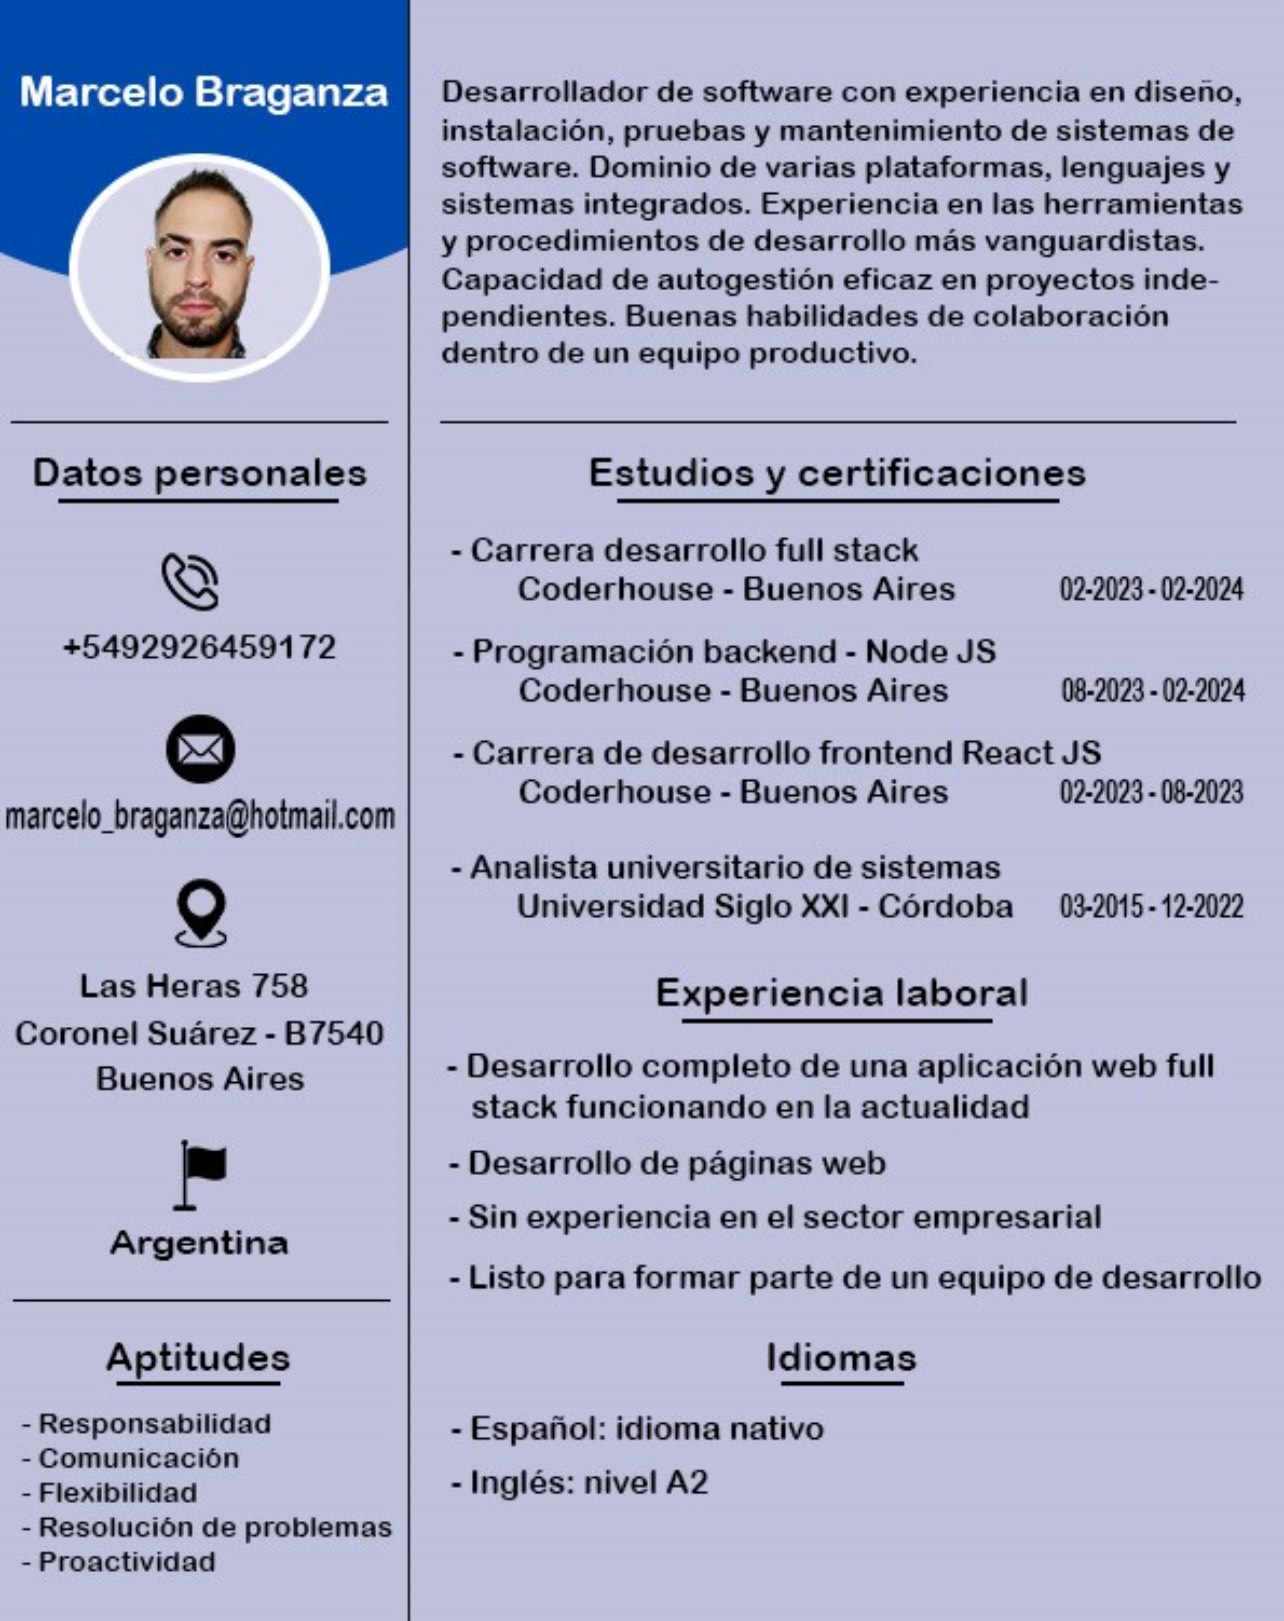 Marcelo Braganza
Datos personales
+5492926459172
marcelo_braganza@hotmail.com
Las Heras 758
Coronel Suárez - B7540
Buenos Aires
Argentina
Aptitudes
- Responsabilidad
- Comunicación
- Flexibilidad
- Resolución de problemas
- Proactividad
Desarrollador de software con experiencia en diseño,
instalación, pruebas y mantenimiento de sistemas de
software. Dominio de varias plataformas, lenguajes y
sistemas integrados. Experiencia en las herramientas
y procedimientos de desarrollo más vanguardistas.
Capacidad de autogestión eficaz en proyectos inde-
pendientes. Buenas habilidades de colaboración
dentro de un equipo productivo.
Estudios y certificaciones
- Carrera desarrollo full stack
Coderhouse - Buenos Aires 02-2023 - 02-2024
- Programación backend - Node JS
Coderhouse - Buenos Aires 08-2023 - 02-2024
- Carrera de desarrollo frontend React JS
Coderhouse - Buenos Aires 02-2023 - 08-2023
- Analista universitario de sistemas
Universidad Siglo XXI - Córdoba 03-2015 - 12-2022
Experiencia laboral
- Desarrollo completo de una aplicación web full
stack funcionando en la actualidad
- Desarrollo de páginas web
- Sin experiencia en el sector empresarial
- Listo para formar parte de un equipo de desarrollo
Idiomas
- Español: idioma nativo
- Inglés: nivel A2